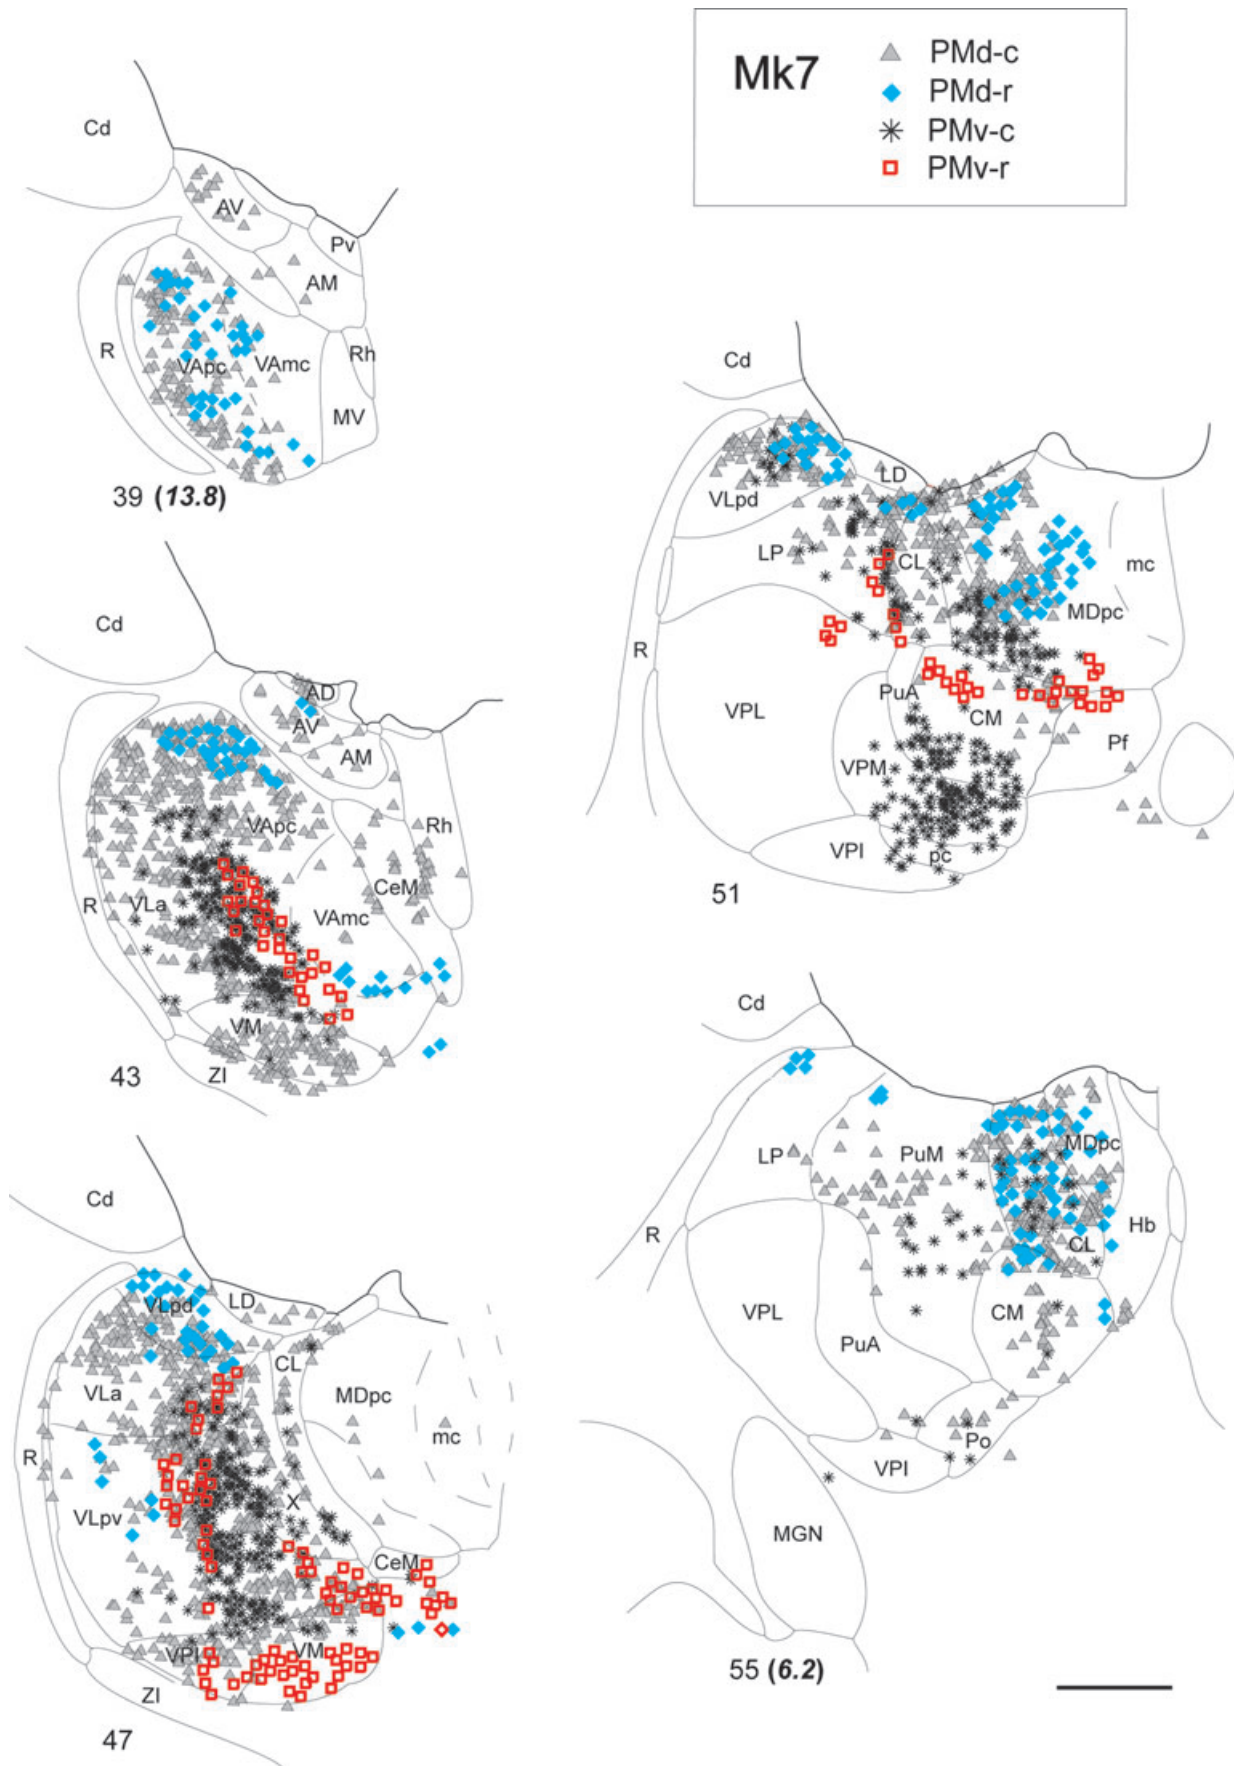 Mk7
PMd-c
PMd-r
PMv-c
PMv-r
Cd
AV
Pv
AM
R
VApc
VAmc
Rh
MV
39 (13.8)
Cd
AD
AV
AM
VApc
Rh
CeM
R
VLa
VAmc
VM
ZI
43
Cd
VLpd
LD
CL
VLa
MDpc
mc
R
X
VLpv
CeM
VPI
VM
ZI
47
Cd
LD
VLpd
LP
CL
mc
MDpc
R
PuA
VPL
CM
Pf
VPM
VPI
pc
51
Cd
MDpc
LP
PuM
R
Hb
CL
VPL
CM
PuA
Po
VPI
MGN
55 (6.2)